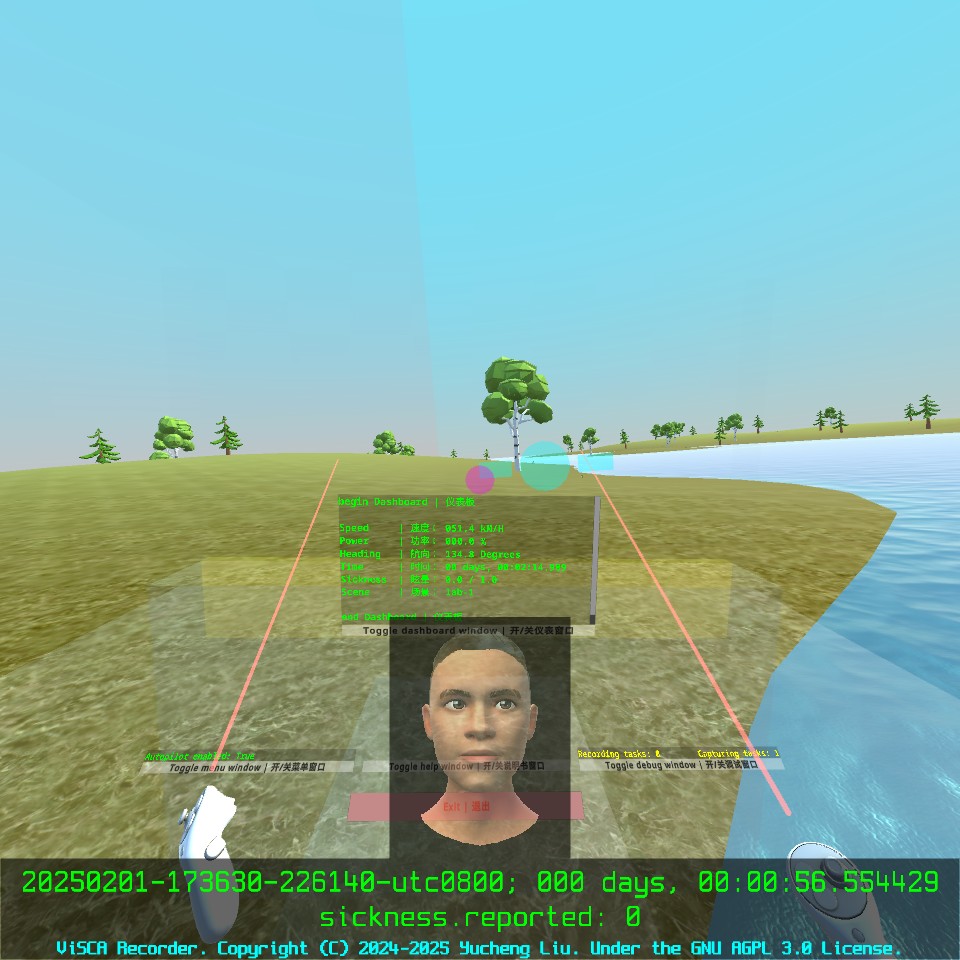 begin Dashboard | 仪表板
Speed | 速度: 051.4 kM/H
Power | 功率: 000.0 %
Heading | 航向: 134.8 Degrees
Time | 时间: 00 days, 
Sickness | 眩晕: 0.0 /
Scene | 场景:
end Dashboard | 仪表板
Toggle dashboard window | 开/关仪表窗口
Autopilot enabled: True
Recording tasks: 0 Capturing tasks: 1
Toggle menu window | 开/关菜单窗口
Toggle help window | 开/关说明书窗口
Toggle debug window | 开/关调试窗口
Exit | 退出
20250201-173630-226140-utc0800; 000 days, 00:00:56.554429
sickness.reported: 0
ViSCA Recorder. Copyright (C) 2024-2025 Yucheng Liu. Under the GNU AGPL 3.0 License.